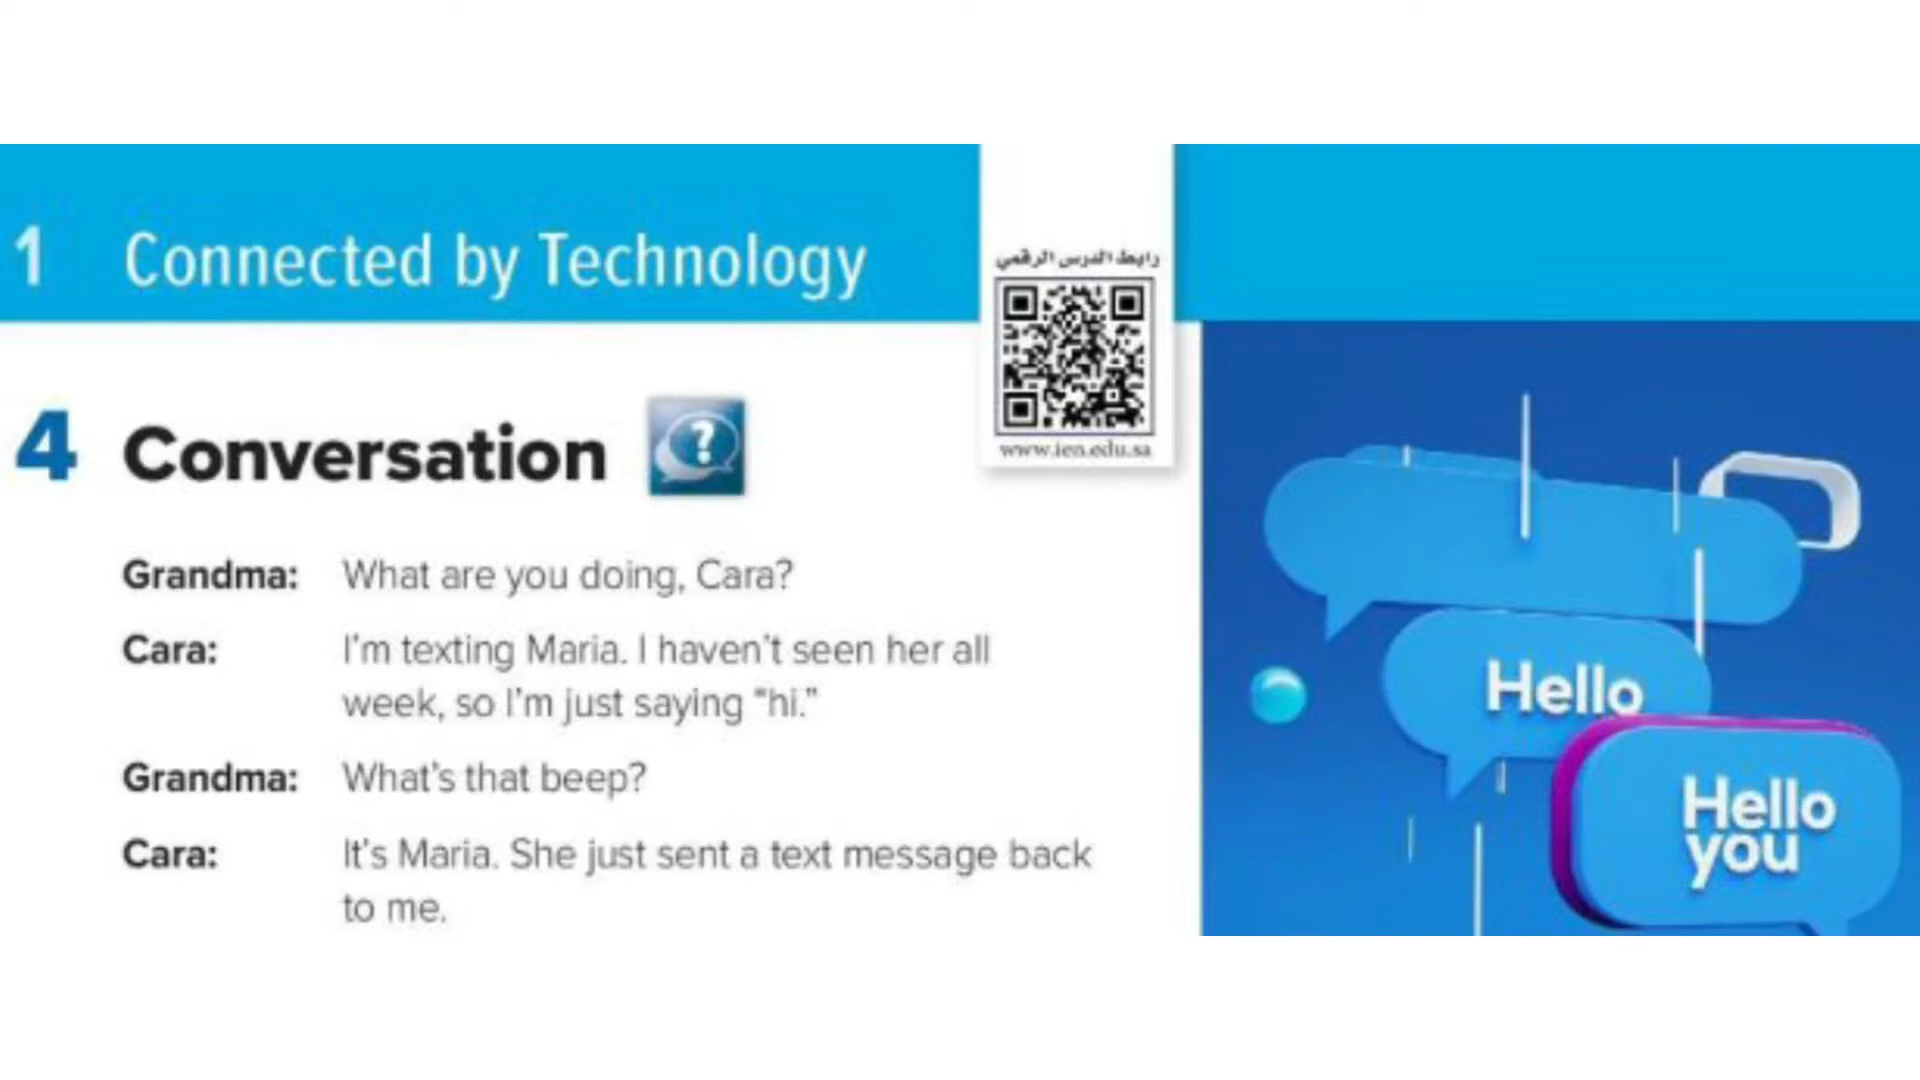 1 Connected by Technology
رابط الدرس الرقمي
www.ien.edu.sa
4 Conversation
?
Grandma: What are you doing, Cara?
Cara: I'm texting Maria. I haven't seen her all
week, so I'm just saying "hi."
Grandma: What's that beep?
Cara: It's Maria. She just sent a text message back
to me.
Hello
Hello
you